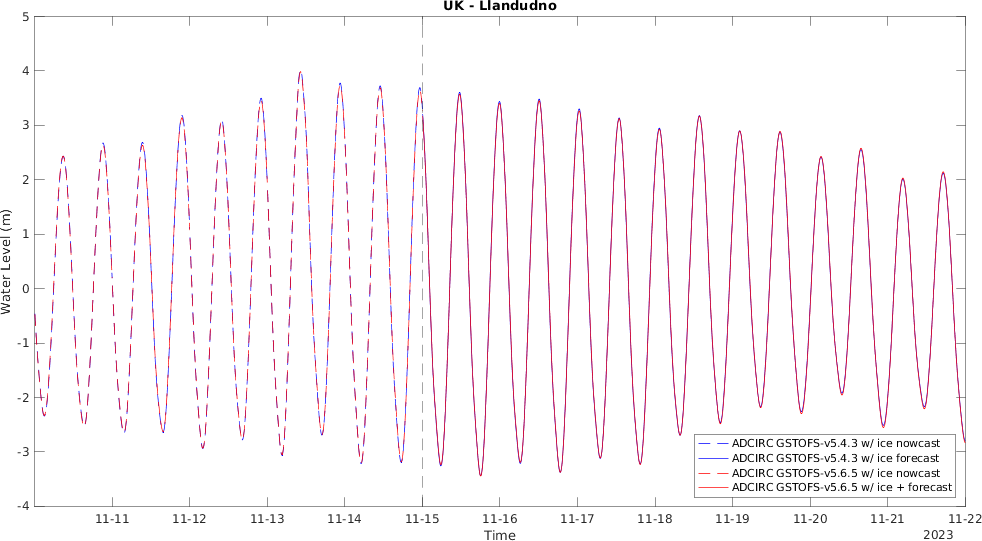 UK - Llandudno
5
4
3
2
1
0
-1
-2
-3
-4
Water Level (m)
ADCIRC GSTOFS-v5.4.3 w/ ice nowcast
ADCIRC GSTOFS-v5.4.3 w/ ice forecast
ADCIRC GSTOFS-v5.6.5 w/ ice nowcast
ADCIRC GSTOFS-v5.6.5 w/ ice + forecast
11-11 11-12 11-13 11-14 11-15 11-16 11-17 11-18 11-19 11-20 11-21 11-22
Time 2023